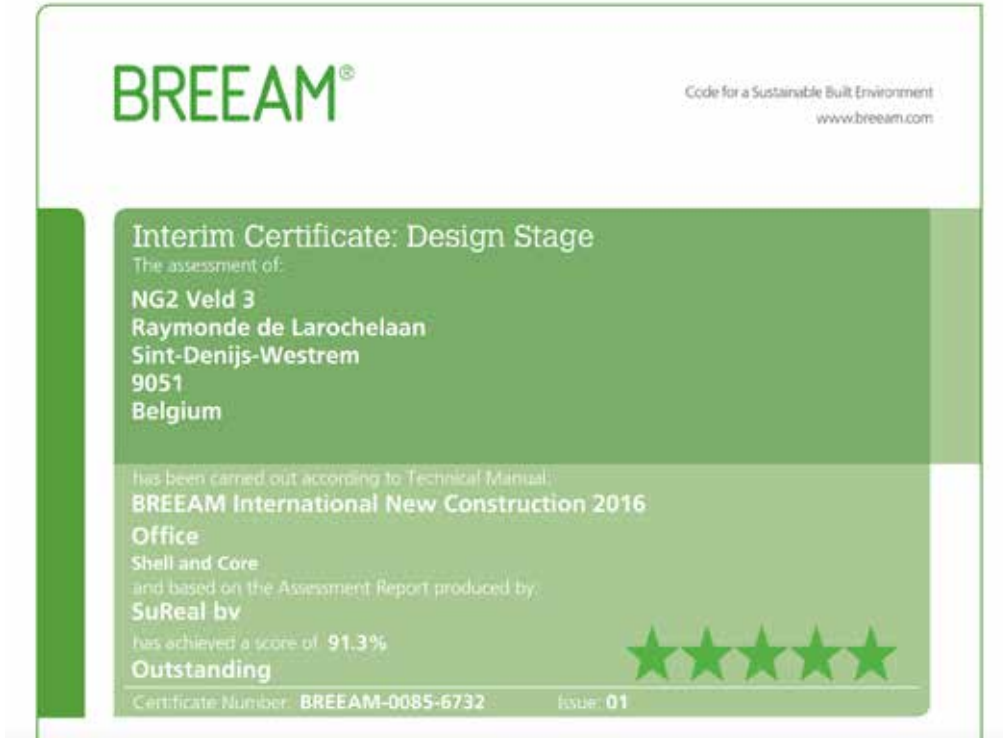 BREEAM®
Code for a Sustainable Built Environment
www.breeam.com
Interim Certificate: Design Stage
The assessment of:
NG2 Veld 3
Raymonde de Larochelaan
Sint-Denijs-Westrem
9051
Belgium
has been carried out according to Technical Manual:
BREEAM International New Construction 2016
Office
Shell and Core
and based on the Assessment Report produced by:
SuReal bv
has achieved a score of 91.3%
Outstanding
Certificate Number: BREEAM-0085-6732 Issue: 01